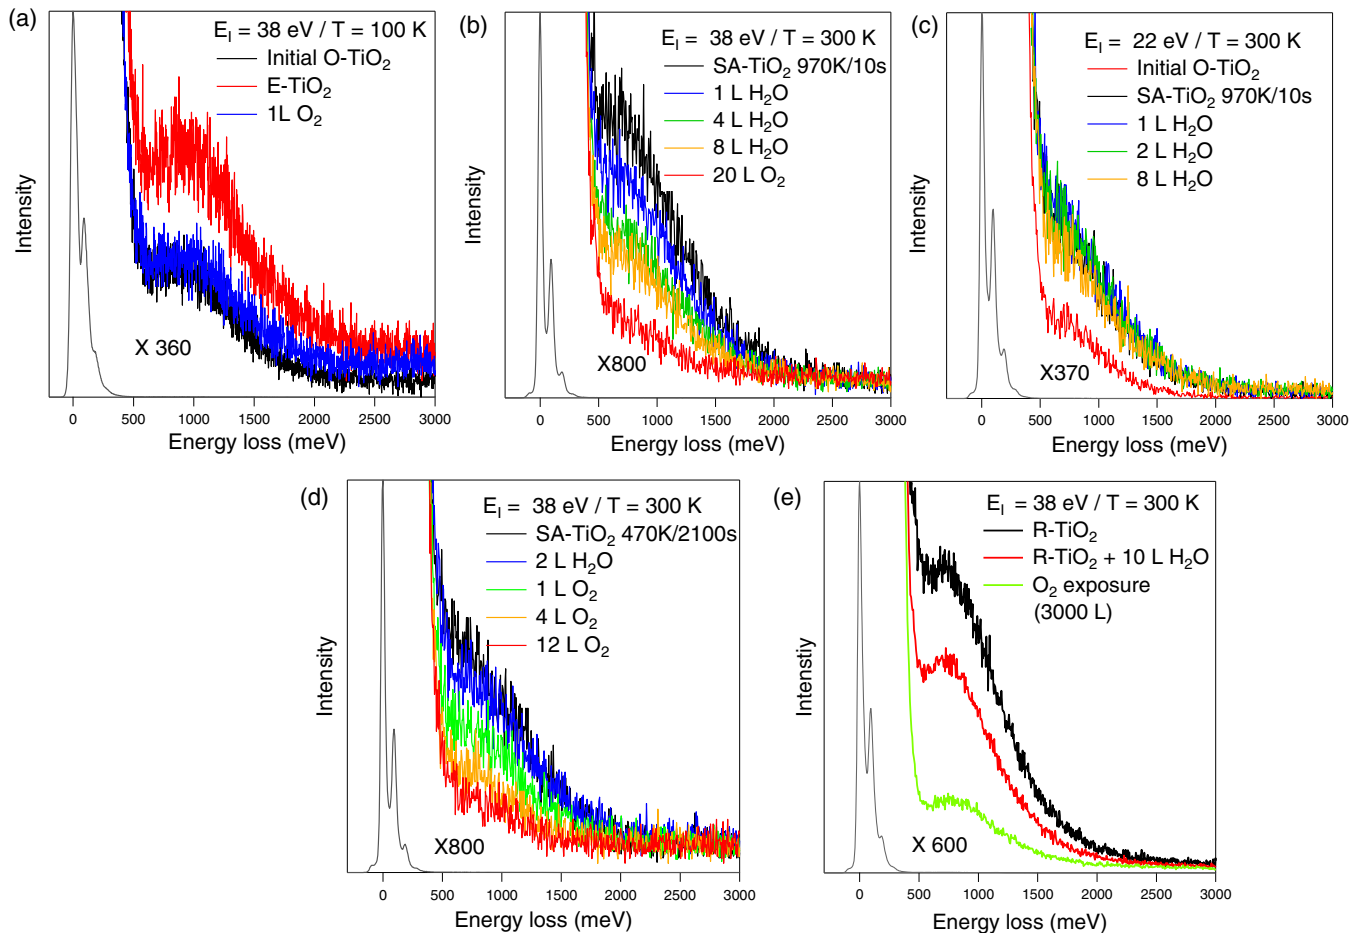 (a)
E_I = 38 eV / T = 100 K
Initial O-TiO₂
E-TiO₂
1L O₂
X 360
Intensity
0 500 1000 1500 2000 2500 3000
Energy loss (meV)
(b)
E_I = 38 eV / T = 300 K
SA-TiO₂ 970K/10s
1 L H₂O
4 L H₂O
8 L H₂O
20 L O₂
X800
Intensity
0 500 1000 1500 2000 2500 3000
Energy loss (meV)
(c)
E_I = 22 eV / T = 300 K
Initial O-TiO₂
SA-TiO₂ 970K/10s
1 L H₂O
2 L H₂O
8 L H₂O
X370
Intensity
0 500 1000 1500 2000 2500 3000
Energy loss (meV)
(d)
E_I = 38 eV / T = 300 K
SA-TiO₂ 470K/2100s
2 L H₂O
1 L O₂
4 L O₂
12 L O₂
X800
Intensity
0 500 1000 1500 2000 2500 3000
Energy loss (meV)
(e)
E_I = 38 eV / T = 300 K
R-TiO₂
R-TiO₂ + 10 L H₂O
O₂ exposure
(3000 L)
X 600
Intenstiy
0 500 1000 1500 2000 2500 3000
Energy loss (meV)